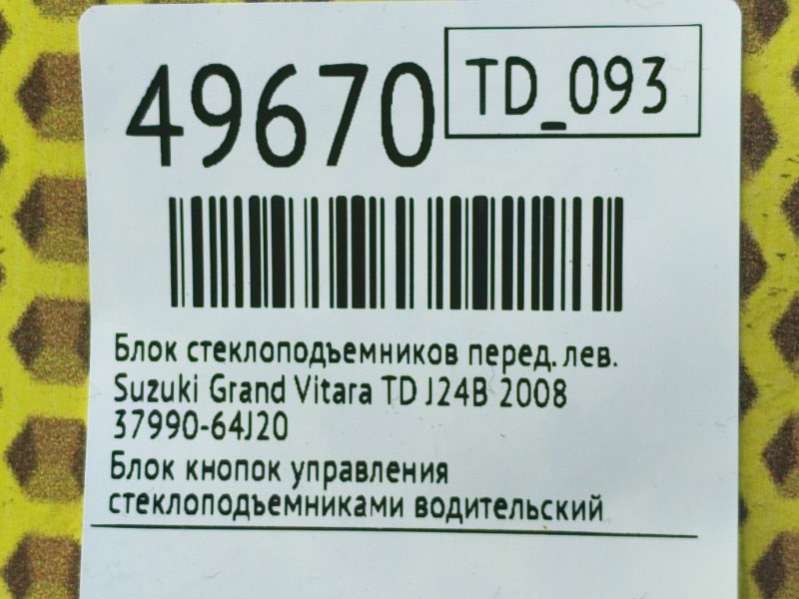 49670
TD_093
Блок стеклоподъемников перед. лев.
Suzuki Grand Vitara TD J24B 2008
37990-64J20
Блок кнопок управления
стеклоподъемниками водительский